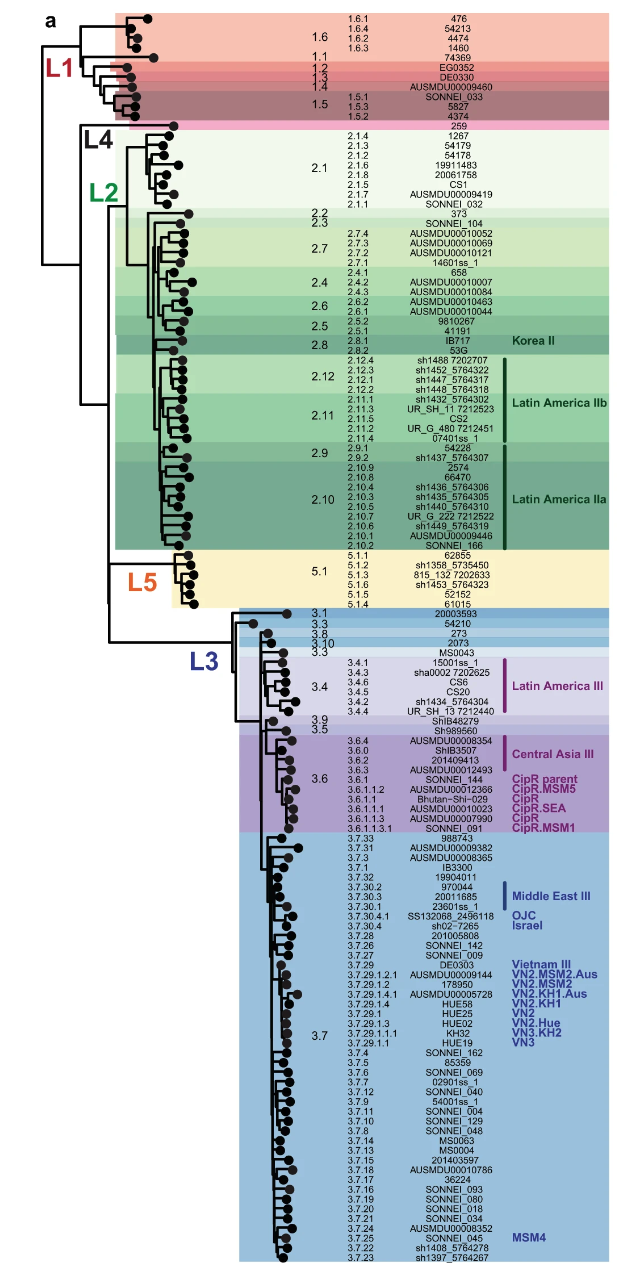 a
1.6.1 476
1.6.4 54213
1.6 1.6.2 4474
1.6.3 1460
1.1 74369
L1
1.2 EG0352
1.3 DE0330
1.4 AUSMDU00009460
1.5.1 SONNEI_033
1.5 1.5.3 5827
1.5.2 4374
259
L4
2.1.4 1267
2.1.3 54179
2.1.2 54178
2.1 2.1.6 19911483
2.1.8 20061758
2.1.5 CS1
L2
2.1.7 AUSMDU00009419
2.1.1 SONNEI_032
2.2 373
2.3 SONNEI_104
2.7.4 AUSMDU00010052
2.7 2.7.3 AUSMDU00010069
2.7.2 AUSMDU00010121
2.7.1 14601ss_1
2.4.1 658
2.4 2.4.2 AUSMDU00010007
2.4.3 AUSMDU00010084
2.6 2.6.2 AUSMDU00010463
2.6.1 AUSMDU00010044
2.5 2.5.2 9810267
2.5.1 41191
2.8 2.8.1 IB717 Korea II
2.8.2 53G
2.12.4 sh1488 7202707
2.12.3 sh1452_5764322
2.12 2.12.1 sh1447_5764317
2.12.2 sh1448_5764318
2.11.1 sh1432_5764302 Latin America IIb
2.11.3 UR_SH_11 7212523
2.11 2.11.5 CS2
2.11.2 UR_G_480 7212451
2.11.4 07401ss_1
2.9 2.9.1 54228
2.9.2 sh1437_5764307
2.10.9 2574
2.10.8 66470
2.10.4 sh1436_5764306
2.10 2.10.3 sh1435_5764305 Latin America IIa
2.10.5 sh1440_5764310
2.10.7 UR_G_222 7212522
2.10.6 sh1449_5764319
2.10.1 AUSMDU00009446
2.10.2 SONNEI_166
5.1.1 62855
5.1.2 sh1358_5735450
5.1 5.1.3 815_132 7202633
L5
5.1.6 sh1453_5764323
5.1.5 52152
5.1.4 61015
3.1 20003593
3.3 54210
3.8 273
3.10 2073
3.3 MS0043
L3
3.4.1 15001ss_1
3.4.3 sha0002 7202625
3.4 3.4.6 CS6 Latin America III
3.4.5 CS20
3.4.2 sh1434_5764304
3.4.4 UR_SH_13 7212440
3.9 ShIB48279
3.5 Sh989560
3.6.4 AUSMDU00008354
3.6.0 ShIB3507 Central Asia III
3.6.2 201409413
3.6.3 AUSMDU00012493
3.6 3.6.1 SONNEI_144 CipR parent
3.6.1.1.2 AUSMDU00012366 CipR.MSM5
3.6.1.1 Bhutan-Shi-029 CipR
3.6.1.1.1 AUSMDU00010023 CipR.SEA
3.6.1.1.3 AUSMDU00007990 CipR
3.6.1.1.3.1 SONNEI_091 CipR.MSM1
3.7.33 988743
3.7.31 AUSMDU00009382
3.7.3 AUSMDU00008365
3.7.1 IB3300
3.7.32 19904011
3.7.30.2 970044
3.7.30.3 20011685 Middle East III
3.7.30.1 23601ss_1
3.7.30.4.1 SS132068_2496118 OJC
3.7.30.4 sh02-7265 Israel
3.7.28 201005808
3.7.26 SONNEI_142
3.7.27 SONNEI_009
3.7.29 DE0303 Vietnam III
3.7.29.1.2.1 AUSMDU00009144 VN2.MSM2.Aus
3.7.29.1.2 178950 VN2.MSM2
3.7.29.1.4.1 AUSMDU00005728 VN2.KH1.Aus
3.7.29.1.4 HUE58 VN2.KH1
3.7.29.1 HUE25 VN2
3.7.29.1.3 HUE02 VN2.Hue
3.7 3.7.29.1.1.1 KH32 VN3.KH2
3.7.29.1.1 HUE19 VN3
3.7.4 SONNEI_162
3.7.5 85359
3.7.6 SONNEI_069
3.7.7 02901ss_1
3.7.12 SONNEI_040
3.7.9 54001ss_1
3.7.11 SONNEI_004
3.7.10 SONNEI_129
3.7.8 SONNEI_048
3.7.14 MS0063
3.7.13 MS0004
3.7.15 201403597
3.7.18 AUSMDU00010786
3.7.17 36224
3.7.16 SONNEI_093
3.7.19 SONNEI_080
3.7.20 SONNEI_018
3.7.21 SONNEI_034
3.7.24 AUSMDU00008352
3.7.25 SONNEI_045 MSM4
3.7.22 sh1408_5764278
3.7.23 sh1397_5764267